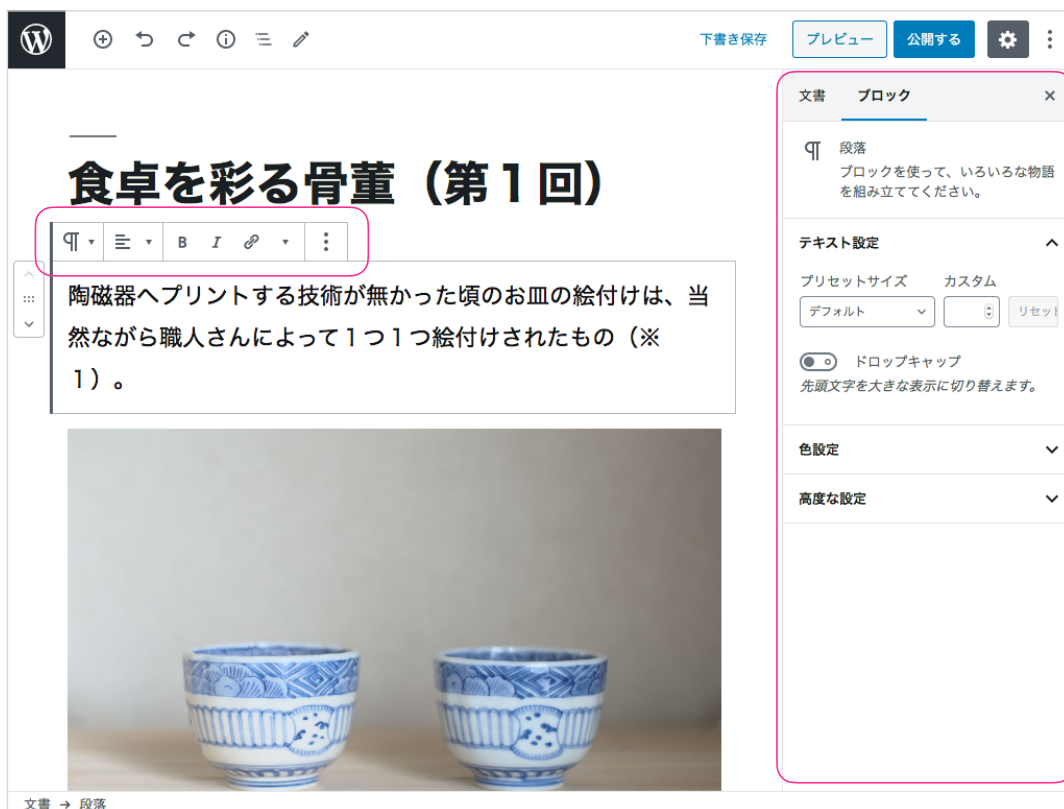 下書き保存
プレビュー
公開する
文書
ブロック
段落
ブロックを使って、いろいろな物語
を組み立ててください。
テキスト設定
プリセットサイズ
カスタム
デフォルト
リセット
ドロップキャップ
先頭文字を大きな表示に切り替えます。
色設定
高度な設定
食卓を彩る骨董（第１回）
B
I
陶磁器へプリントする技術が無かった頃のお皿の絵付けは、当
然ながら職人さんによって１つ１つ絵付けされたもの（※
１）。
文書 → 段落